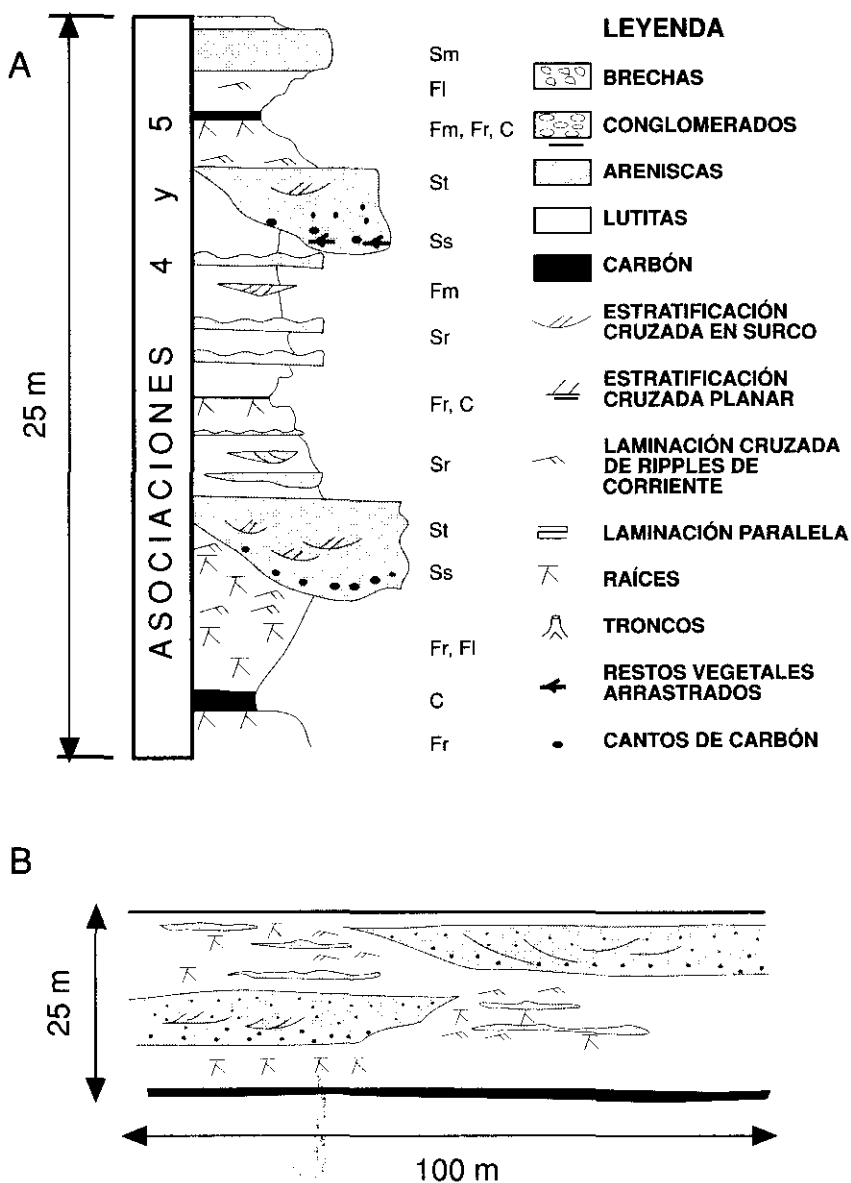 A
25 m
ASOCIACIONES 4 y 5
Sm
Fl
Fm, Fr, C
St
Ss
Fm
Sr
Fr, C
Sr
St
Ss
Fr, Fl
C
Fr
LEYENDA
BRECHAS
CONGLOMERADOS
ARENISCAS
LUTITAS
CARBÓN
ESTRATIFICACIÓN
CRUZADA EN SURCO
ESTRATIFICACIÓN
CRUZADA PLANAR
LAMINACIÓN CRUZADA
DE RIPPLES DE
CORRIENTE
LAMINACIÓN PARALELA
RAÍCES
TRONCOS
RESTOS VEGETALES
ARRASTRADOS
CANTOS DE CARBÓN
B
25 m
100 m